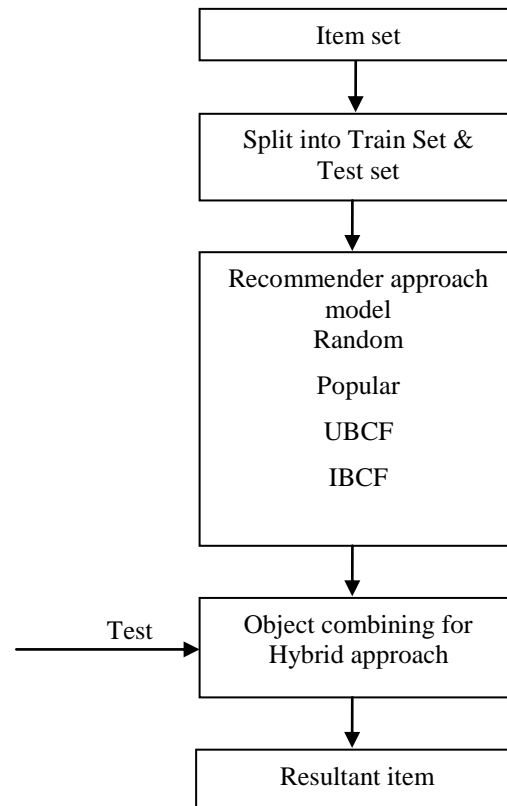 Item set
Split into Train Set &
Test set
Recommender approach
model
Random
Popular
UBCF
IBCF
Test
Object combining for
Hybrid approach
Resultant item